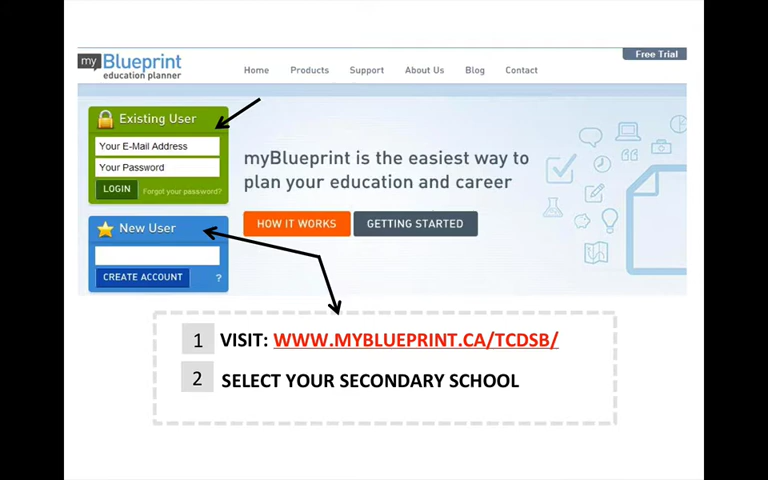 my Blueprint
education planner
Free Trial
Home Products Support About Us Blog Contact
Existing User
Your E-Mail Address
Your Password
LOGIN Forgot your password?
New User
CREATE ACCOUNT ?
myBlueprint is the easiest way to
plan your education and career
HOW IT WORKS GETTING STARTED
1 VISIT: WWW.MYBLUEPRINT.CA/TCDSB/
2 SELECT YOUR SECONDARY SCHOOL